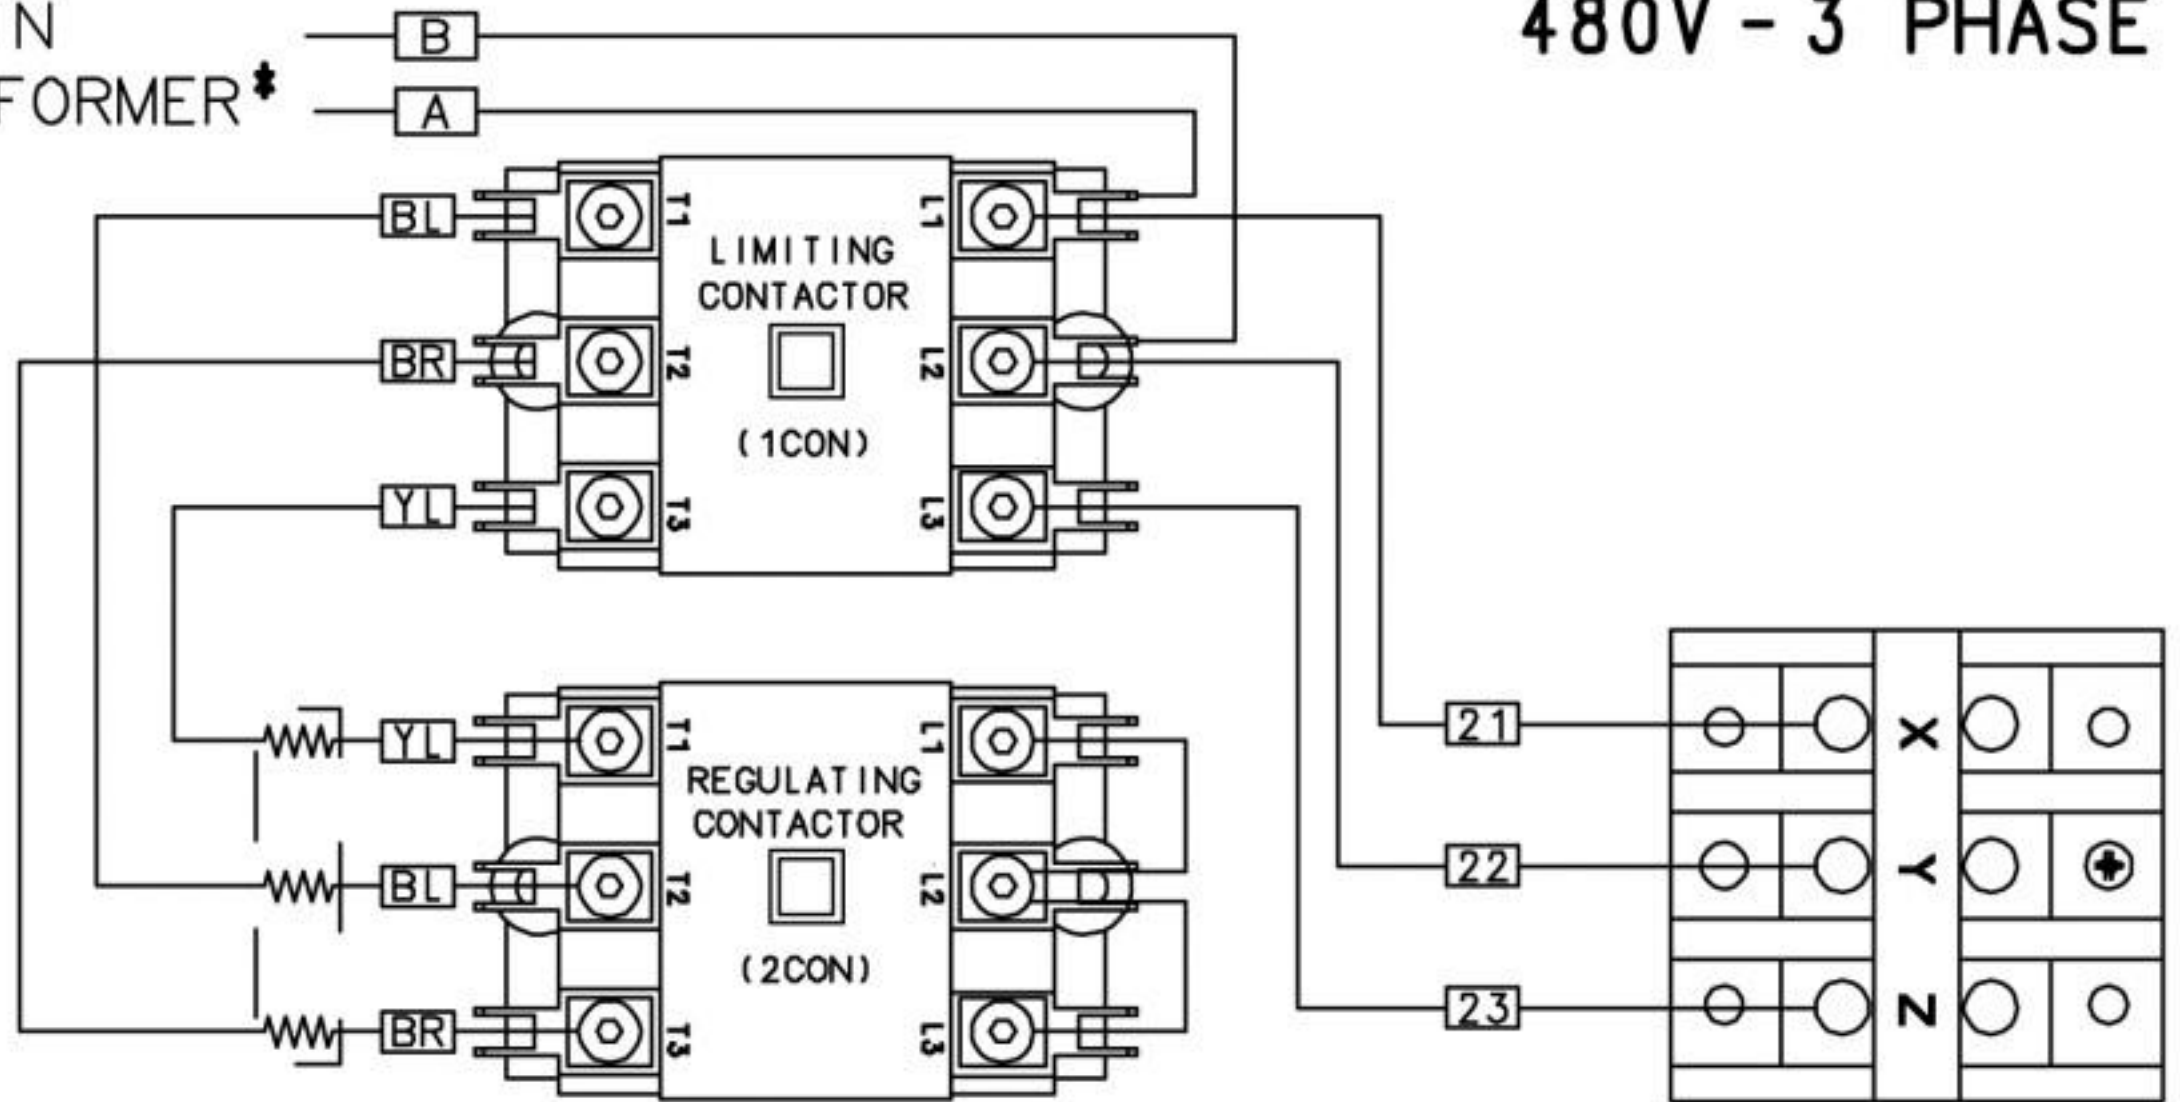 N
FORMER*
B
A
480V - 3 PHASE
BL
T1
L1
LIMITING
CONTACTOR
BR
T2
L2
(1CON)
YL
T3
L3
YL
T1
L1
21
X
REGULATING
CONTACTOR
BL
T2
L2
22
Y
(2CON)
BR
T3
L3
23
Z